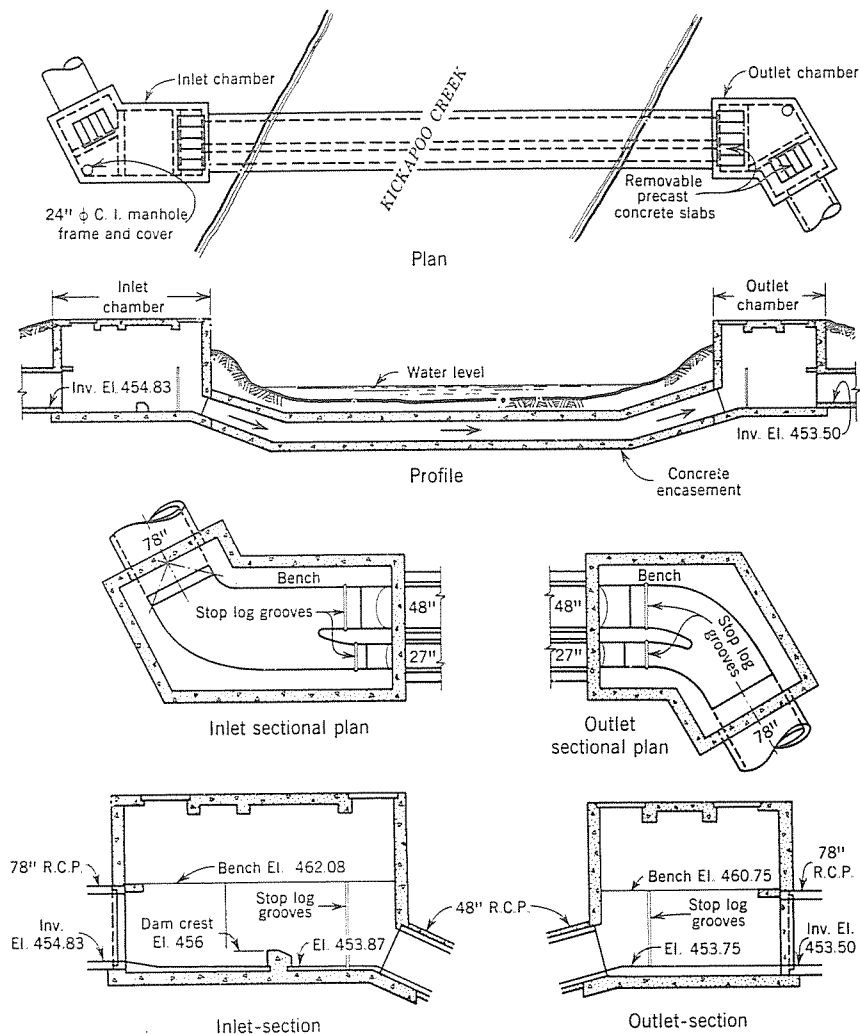 Inlet chamber
Outlet chamber
KICKAPOO CREEK
24" ϕ C. I. manhole
frame and cover
Removable
precast
concrete slabs
Plan
Inlet
chamber
Outlet
chamber
Water level
Inv. El. 454.83
Inv. El. 453.50
Profile
Concrete
encasement
78"
Bench
Stop log grooves
48"
27"
Inlet sectional plan
Bench
48"
27"
Stop log
grooves
78"
Outlet
sectional plan
78" R.C.P.
Bench El. 462.08
Stop log
grooves
Inv.
El. 454.83
Dam crest
El. 456
El. 453.87
48" R.C.P.
Inlet-section
Bench El. 460.75
78"
R.C.P.
Stop log
grooves
El. 453.75
Inv. El.
453.50
Outlet-section